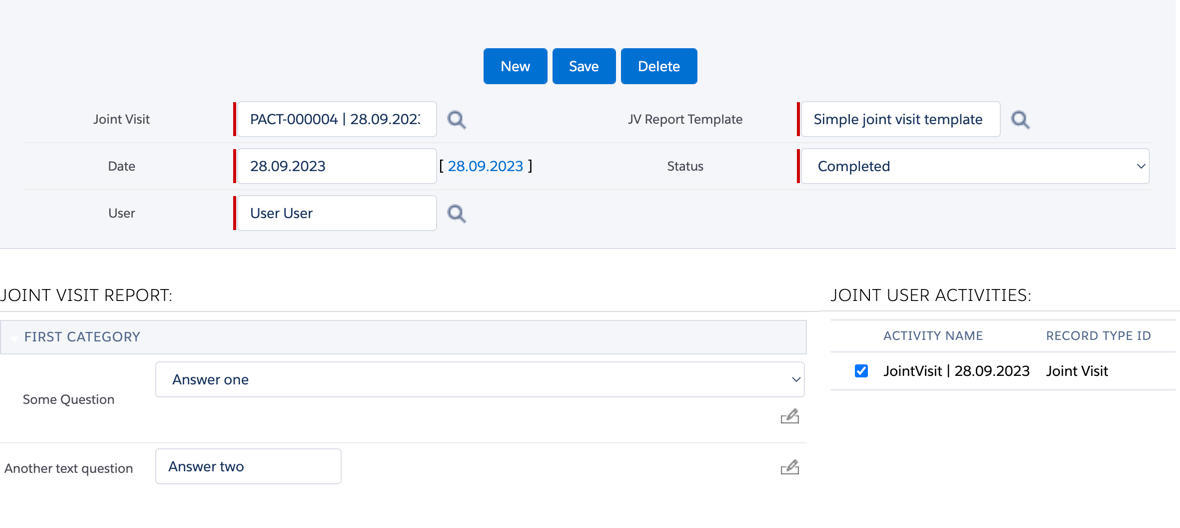 New Save Delete
Joint Visit PACT-000004 | 28.09.202 JV Report Template Simple joint visit template
Date 28.09.2023 [ 28.09.2023 ] Status Completed
User User User
JOINT VISIT REPORT: JOINT USER ACTIVITIES:
FIRST CATEGORY ACTIVITY NAME RECORD TYPE ID
Answer one JointVisit | 28.09.2023 Joint Visit
Some Question
Another text question Answer two